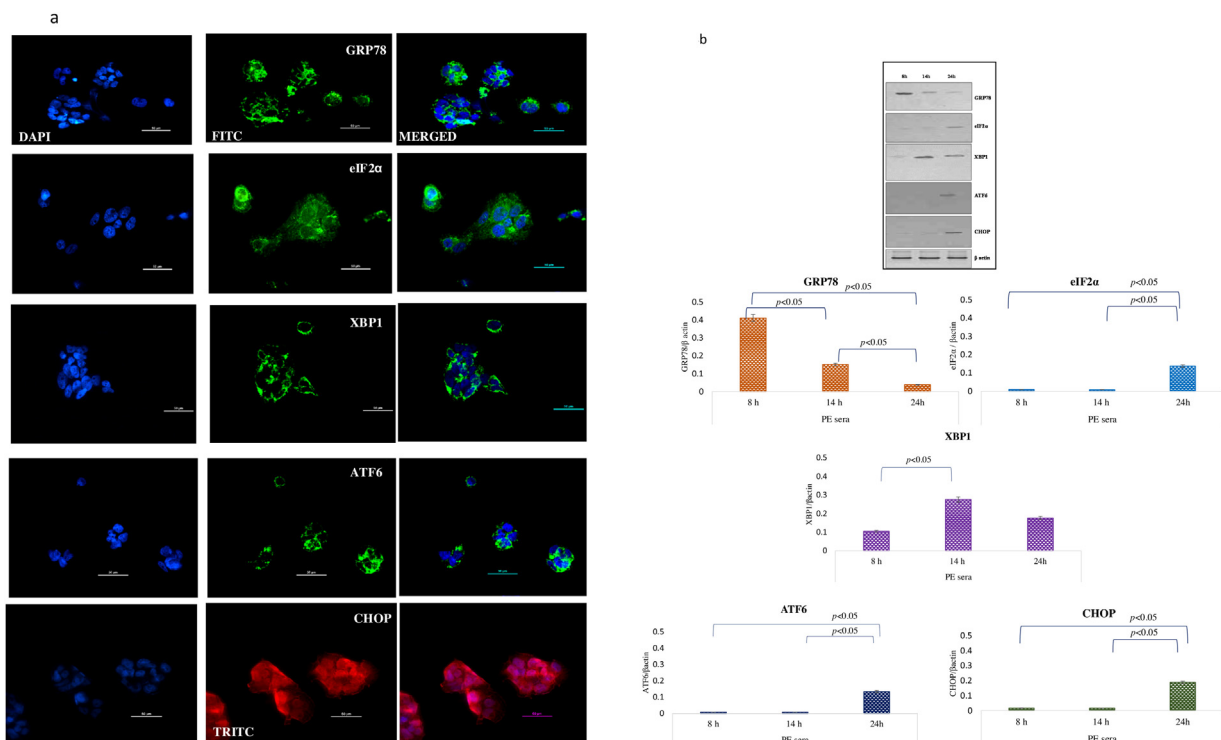 a
GRP78
DAPI
FITC
MERGED
eIF2α
XBP1
ATF6
CHOP
TRITC
b
8h 14h 24h
GRP78
eIF2α
XBP1
ATF6
CHOP
β actin
GRP78
p<0.05
p<0.05
p<0.05
GRP78/β actin
0.5
0.4
0.3
0.2
0.1
0
8 h 14 h 24h
PE sera
eIF2α
p<0.05
p<0.05
eIF2α / βactin
0.5
0.4
0.3
0.2
0.1
0
8 h 14 h 24h
PE sera
XBP1
p<0.05
XBP1/βactin
0.5
0.4
0.3
0.2
0.1
0
8 h 14 h 24h
PE sera
ATF6
p<0.05
p<0.05
ATF6/βactin
0.5
0.4
0.3
0.2
0.1
0
8 h 14 h 24h
PE sera
CHOP
p<0.05
p<0.05
CHOP/βactin
0.5
0.4
0.3
0.2
0.1
0
8 h 14 h 24h
PE sera